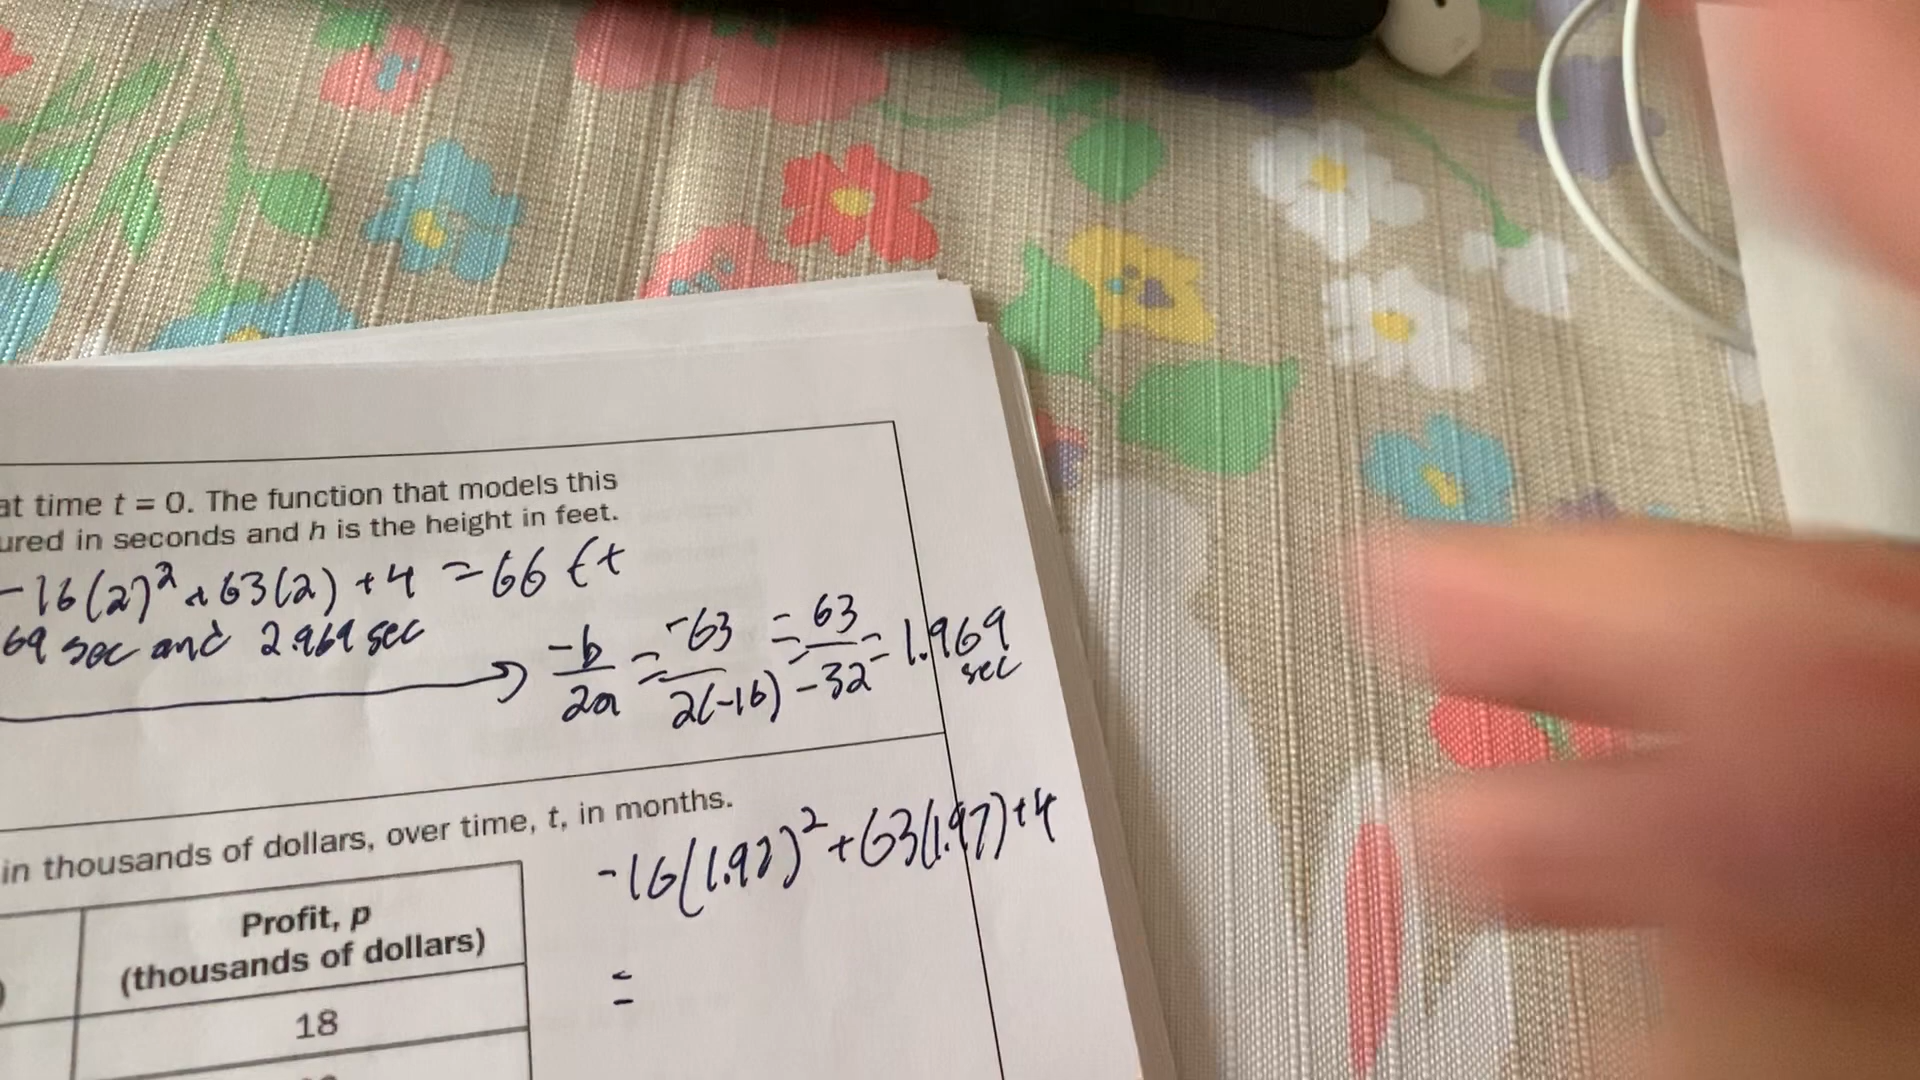 at time t = 0. The function that models this
ured in seconds and h is the height in feet.
-16(2)² + 63(2) + 4 = 66 ft
69 sec and 2.969 sec
-b/2a = -63/2(-16) = 63/-32 = 1.969 sec
in thousands of dollars, over time, t, in months.
-16(1.97)² + 63(1.97) + 4
=
Profit, p
(thousands of dollars)
18